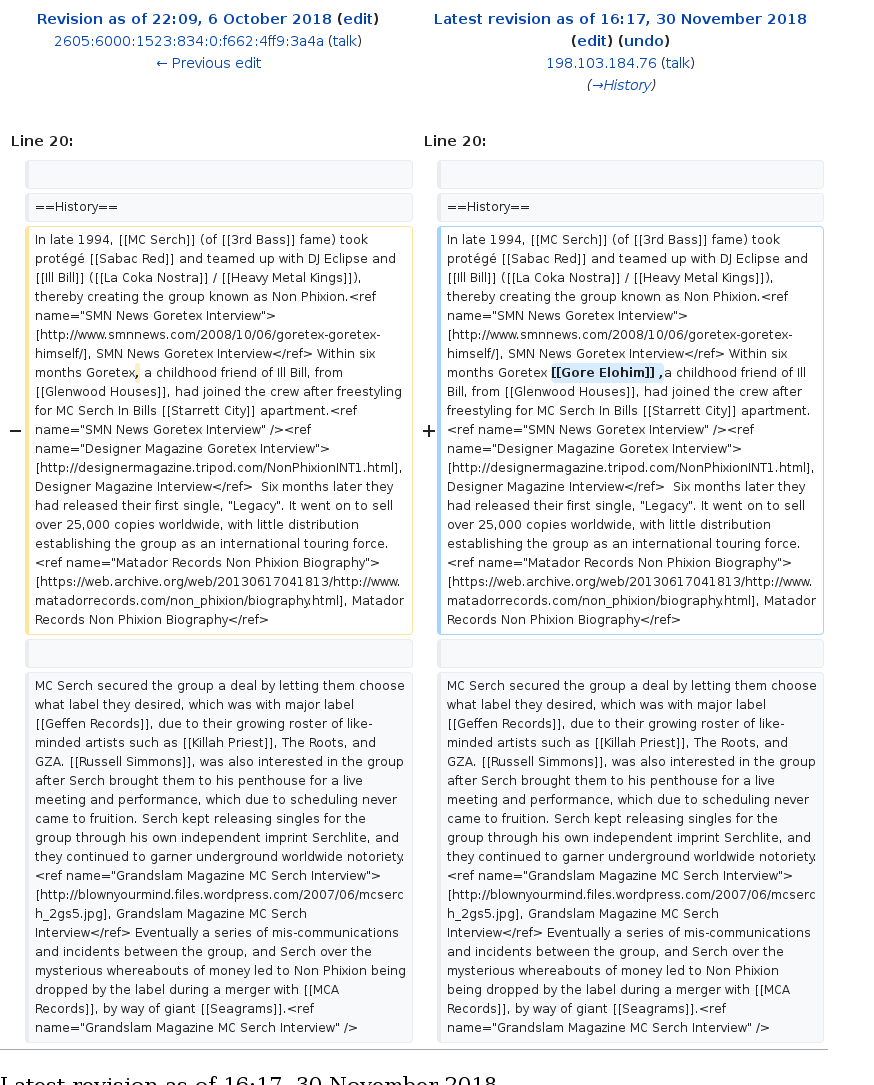 Revision as of 22:09, 6 October 2018 (edit)
2605:6000:1523:834:0:f662:4ff9:3a4a (talk)
← Previous edit
Latest revision as of 16:17, 30 November 2018
(edit) (undo)
198.103.184.76 (talk)
(→History)
Line 20:
Line 20:
==History==
==History==
−
In late 1994, [[MC Serch]] (of [[3rd Bass]] fame) took
protégé [[Sabac Red]] and teamed up with DJ Eclipse and
[[Ill Bill]] ([[La Coka Nostra]] / [[Heavy Metal Kings]]),
thereby creating the group known as Non Phixion.<ref
name="SMN News Goretex Interview">
[http://www.smnnews.com/2008/10/06/goretex-goretex-
himself/], SMN News Goretex Interview</ref> Within six
months Goretex, a childhood friend of Ill Bill, from
[[Glenwood Houses]], had joined the crew after freestyling
for MC Serch In Bills [[Starrett City]] apartment.<ref
name="SMN News Goretex Interview" /><ref
name="Designer Magazine Goretex Interview">
[http://designermagazine.tripod.com/NonPhixionINT1.html],
Designer Magazine Interview</ref>  Six months later they
had released their first single, "Legacy". It went on to sell
over 25,000 copies worldwide, with little distribution
establishing the group as an international touring force.
<ref name="Matador Records Non Phixion Biography">
[https://web.archive.org/web/20130617041813/http://www.
matadorrecords.com/non_phixion/biography.html], Matador
Records Non Phixion Biography</ref>
+
In late 1994, [[MC Serch]] (of [[3rd Bass]] fame) took
protégé [[Sabac Red]] and teamed up with DJ Eclipse and
[[Ill Bill]] ([[La Coka Nostra]] / [[Heavy Metal Kings]]),
thereby creating the group known as Non Phixion.<ref
name="SMN News Goretex Interview">
[http://www.smnnews.com/2008/10/06/goretex-goretex-
himself/], SMN News Goretex Interview</ref> Within six
months Goretex [[Gore Elohim]] ,a childhood friend of Ill
Bill, from [[Glenwood Houses]], had joined the crew after
freestyling for MC Serch In Bills [[Starrett City]] apartment.
<ref name="SMN News Goretex Interview" /><ref
name="Designer Magazine Goretex Interview">
[http://designermagazine.tripod.com/NonPhixionINT1.html],
Designer Magazine Interview</ref>  Six months later they
had released their first single, "Legacy". It went on to sell
over 25,000 copies worldwide, with little distribution
establishing the group as an international touring force.
<ref name="Matador Records Non Phixion Biography">
[https://web.archive.org/web/20130617041813/http://www.
matadorrecords.com/non_phixion/biography.html], Matador
Records Non Phixion Biography</ref>
MC Serch secured the group a deal by letting them choose
what label they desired, which was with major label
[[Geffen Records]], due to their growing roster of like-
minded artists such as [[Killah Priest]], The Roots, and
GZA. [[Russell Simmons]], was also interested in the group
after Serch brought them to his penthouse for a live
meeting and performance, which due to scheduling never
came to fruition. Serch kept releasing singles for the
group through his own independent imprint Serchlite, and
they continued to garner underground worldwide notoriety.
<ref name="Grandslam Magazine MC Serch Interview">
[http://blownyourmind.files.wordpress.com/2007/06/mcserc
h_2gs5.jpg], Grandslam Magazine MC Serch
Interview</ref> Eventually a series of mis-communications
and incidents between the group, and Serch over the
mysterious whereabouts of money led to Non Phixion being
dropped by the label during a merger with [[MCA
Records]], by way of giant [[Seagrams]].<ref
name="Grandslam Magazine MC Serch Interview" />
MC Serch secured the group a deal by letting them choose
what label they desired, which was with major label
[[Geffen Records]], due to their growing roster of like-
minded artists such as [[Killah Priest]], The Roots, and
GZA. [[Russell Simmons]], was also interested in the group
after Serch brought them to his penthouse for a live
meeting and performance, which due to scheduling never
came to fruition. Serch kept releasing singles for the
group through his own independent imprint Serchlite, and
they continued to garner underground worldwide notoriety.
<ref name="Grandslam Magazine MC Serch Interview">
[http://blownyourmind.files.wordpress.com/2007/06/mcserc
h_2gs5.jpg], Grandslam Magazine MC Serch
Interview</ref> Eventually a series of mis-communications
and incidents between the group, and Serch over the
mysterious whereabouts of money led to Non Phixion
being dropped by the label during a merger with [[MCA
Records]], by way of giant [[Seagrams]].<ref
name="Grandslam Magazine MC Serch Interview" />
Latest revision as of 16:17, 30 November 2018